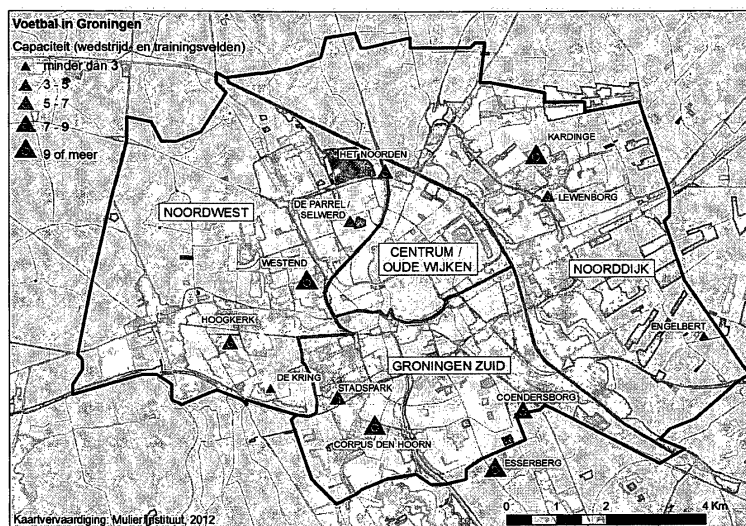 Voetbal in Groningen
Capaciteit (wedstrijd- en trainingsvelden)
minder dan 3
3 - 5
5 - 7
7 - 9
9 of meer
KARDINGE
HET NOORDEN
LEWENBORG
DE PARREL /
SELWERD
NOORDWEST
CENTRUM /
OUDE WIJKEN
NOORDDIJK
WESTEND
HOOGKERK
ENGELBERT
GRONINGEN ZUID
DE KRING
STADSPARK
COENDERSBORG
CORPUS DEN HOORN
ESSERBERG
0 1 2 4 Km
Kaartvervaardiging: Mulier Instituut, 2012